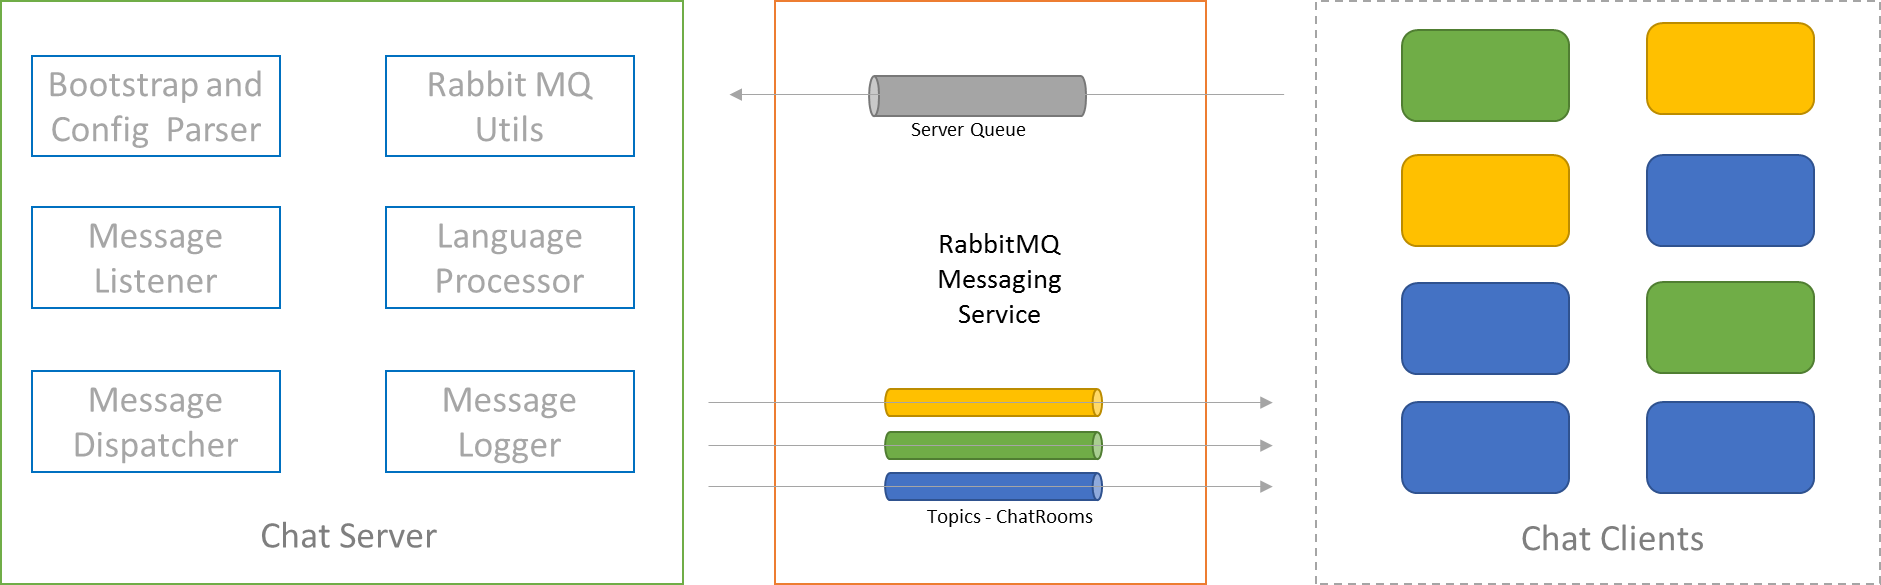 Bootstrap and
Config Parser
Rabbit MQ
Utils
Message
Listener
Language
Processor
Message
Dispatcher
Message
Logger
Chat Server
Server Queue
RabbitMQ
Messaging
Service
Topics - ChatRooms
Chat Clients